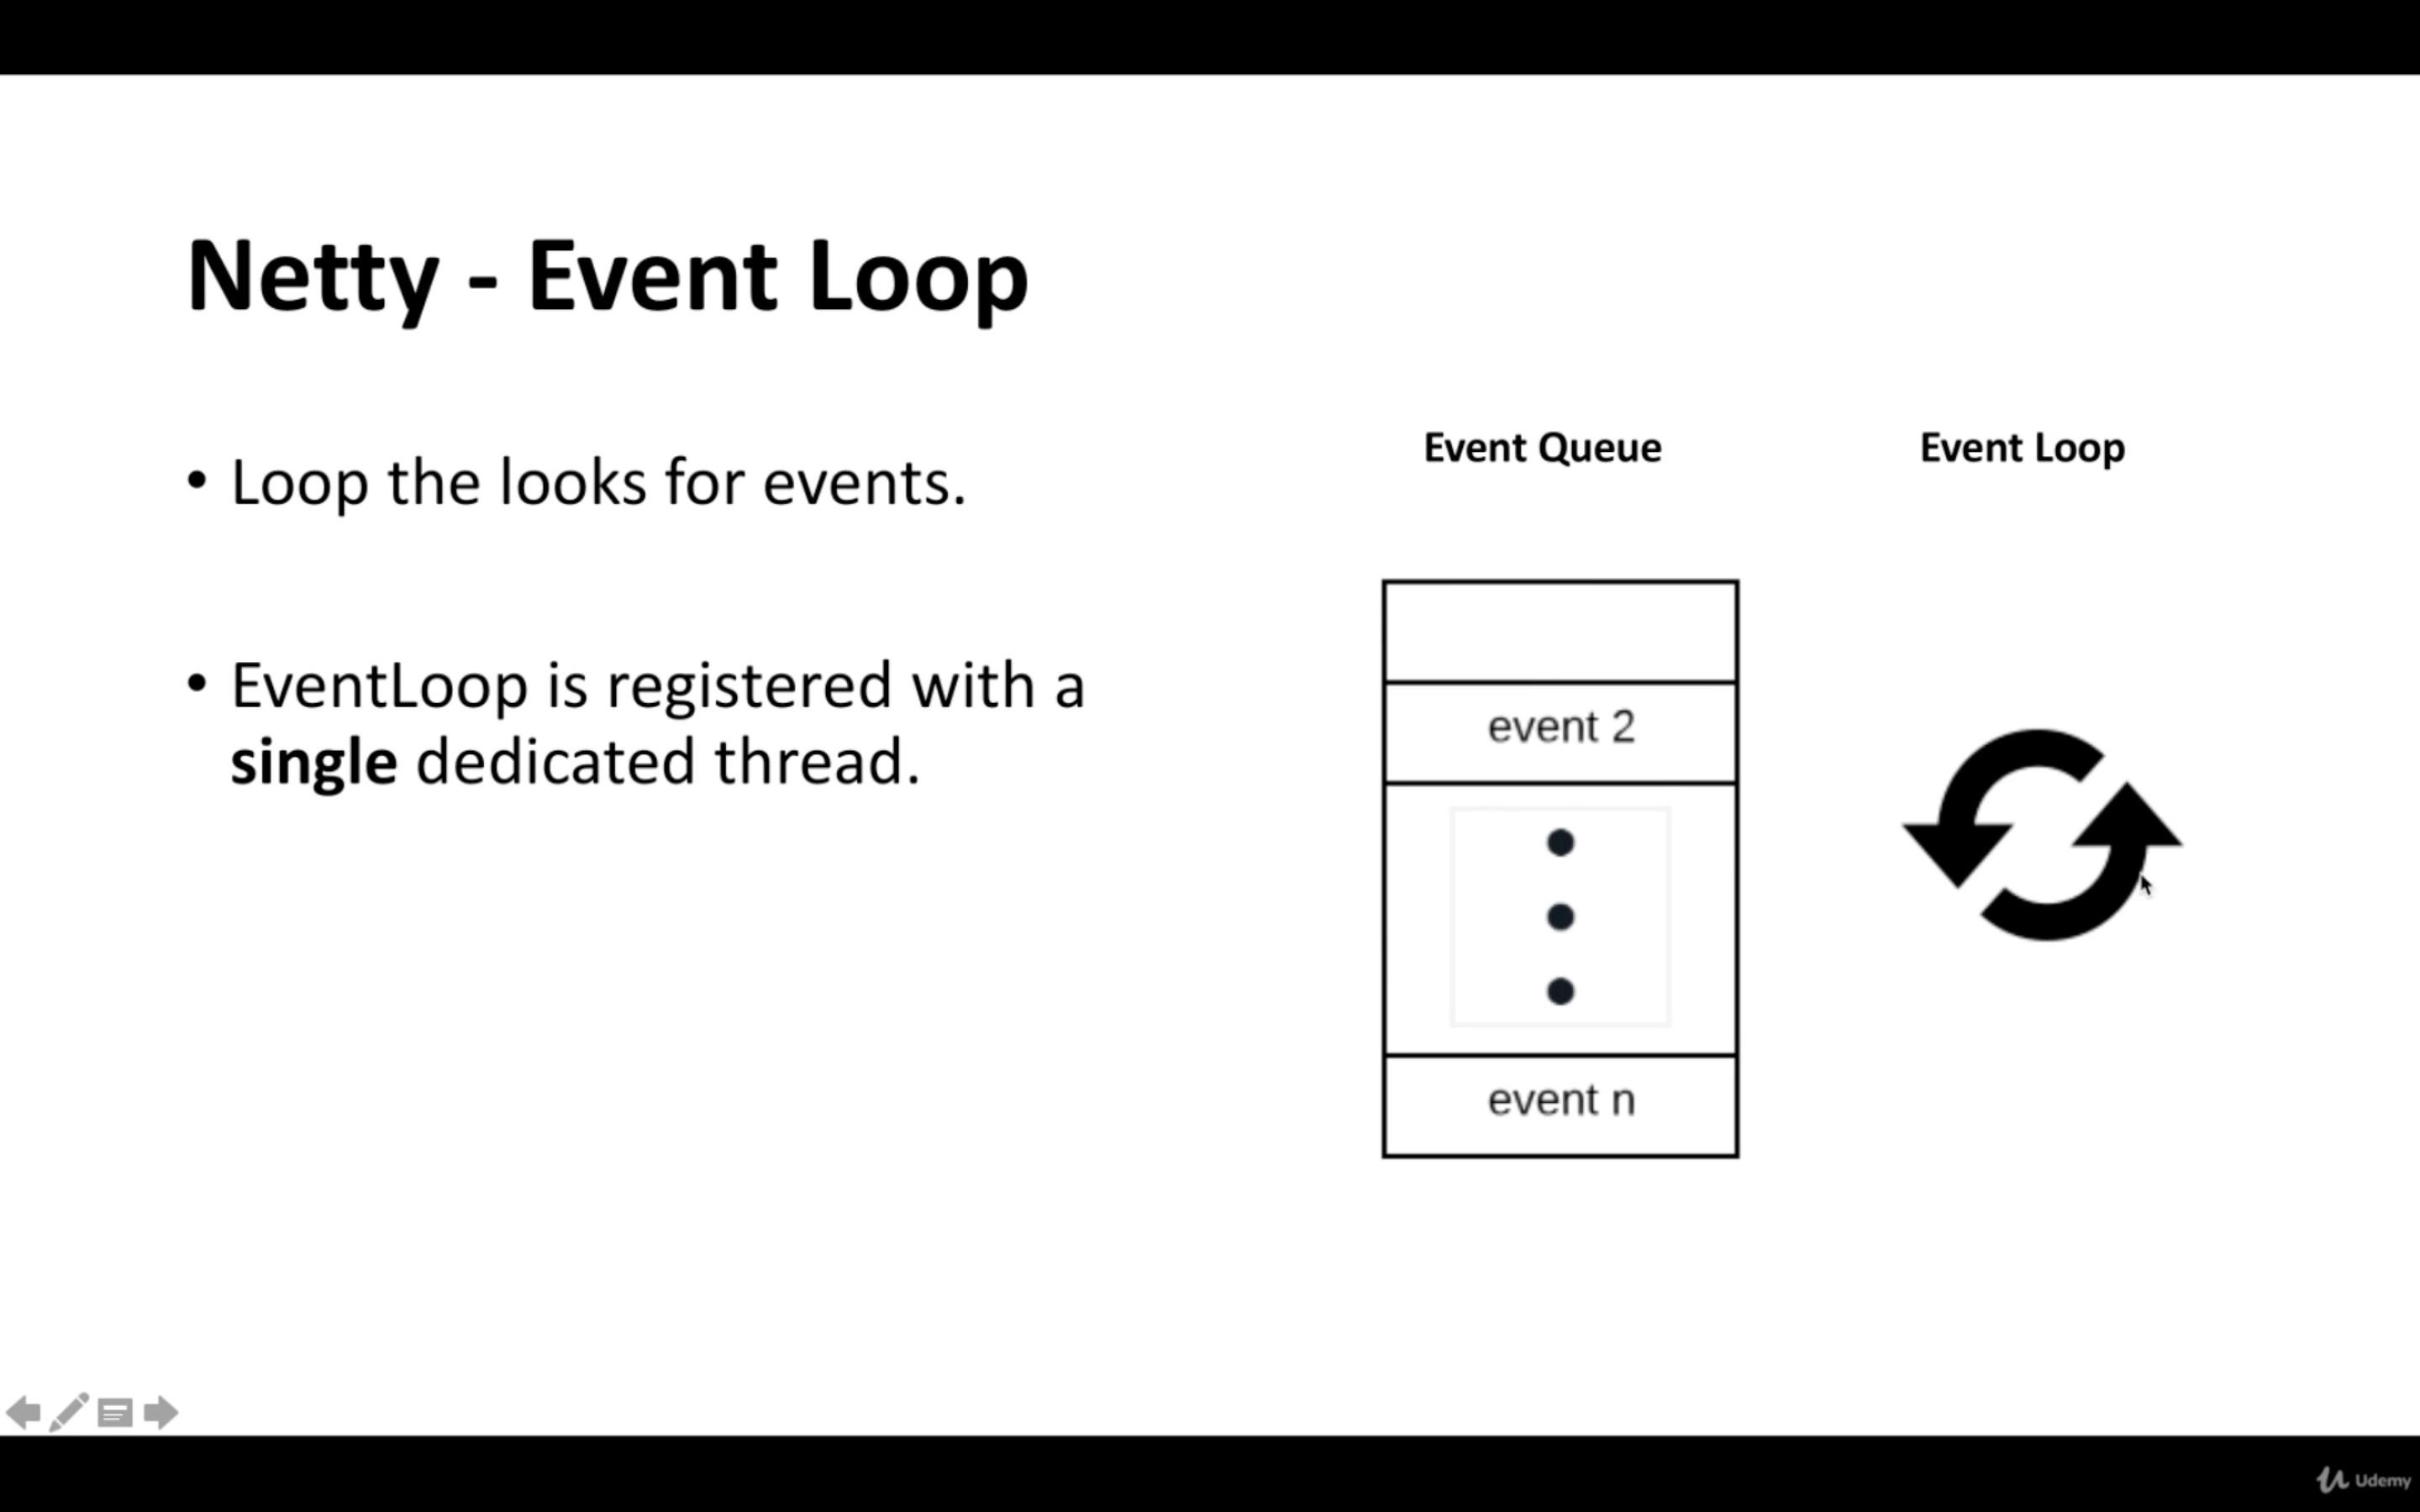 Netty - Event Loop
• Loop the looks for events.
• EventLoop is registered with a
single dedicated thread.
Event Queue
Event Loop
event 2
event n
Udemy